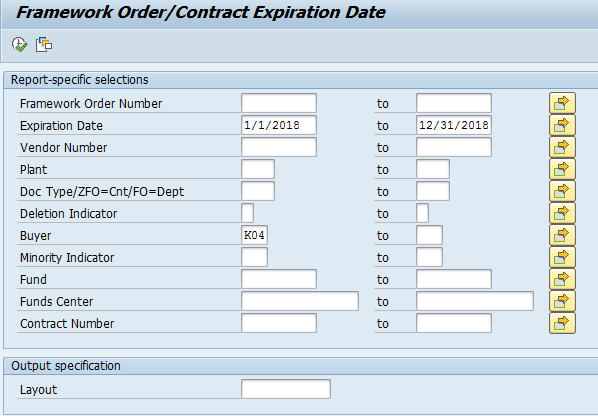 Framework Order/Contract Expiration Date
Report-specific selections
Framework Order Number to
Expiration Date 1/1/2018 to 12/31/2018
Vendor Number to
Plant to
Doc Type/ZFO=Cnt/FO=Dept to
Deletion Indicator to
Buyer K04 to
Minority Indicator to
Fund to
Funds Center to
Contract Number to
Output specification
Layout